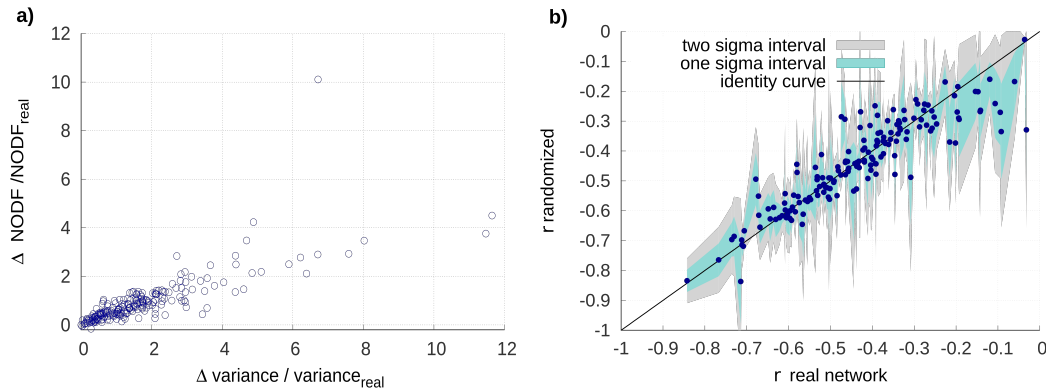 a)
12
10
8
6
4
2
0
Δ NODF /NODFreal
0 2 4 6 8 10 12
Δ variance / variancereal
b)
two sigma interval
one sigma interval
identity curve
0
-0.1
-0.2
-0.3
-0.4
-0.5
-0.6
-0.7
-0.8
-0.9
-1
r randomized
-1 -0.9 -0.8 -0.7 -0.6 -0.5 -0.4 -0.3 -0.2 -0.1 0
r real network